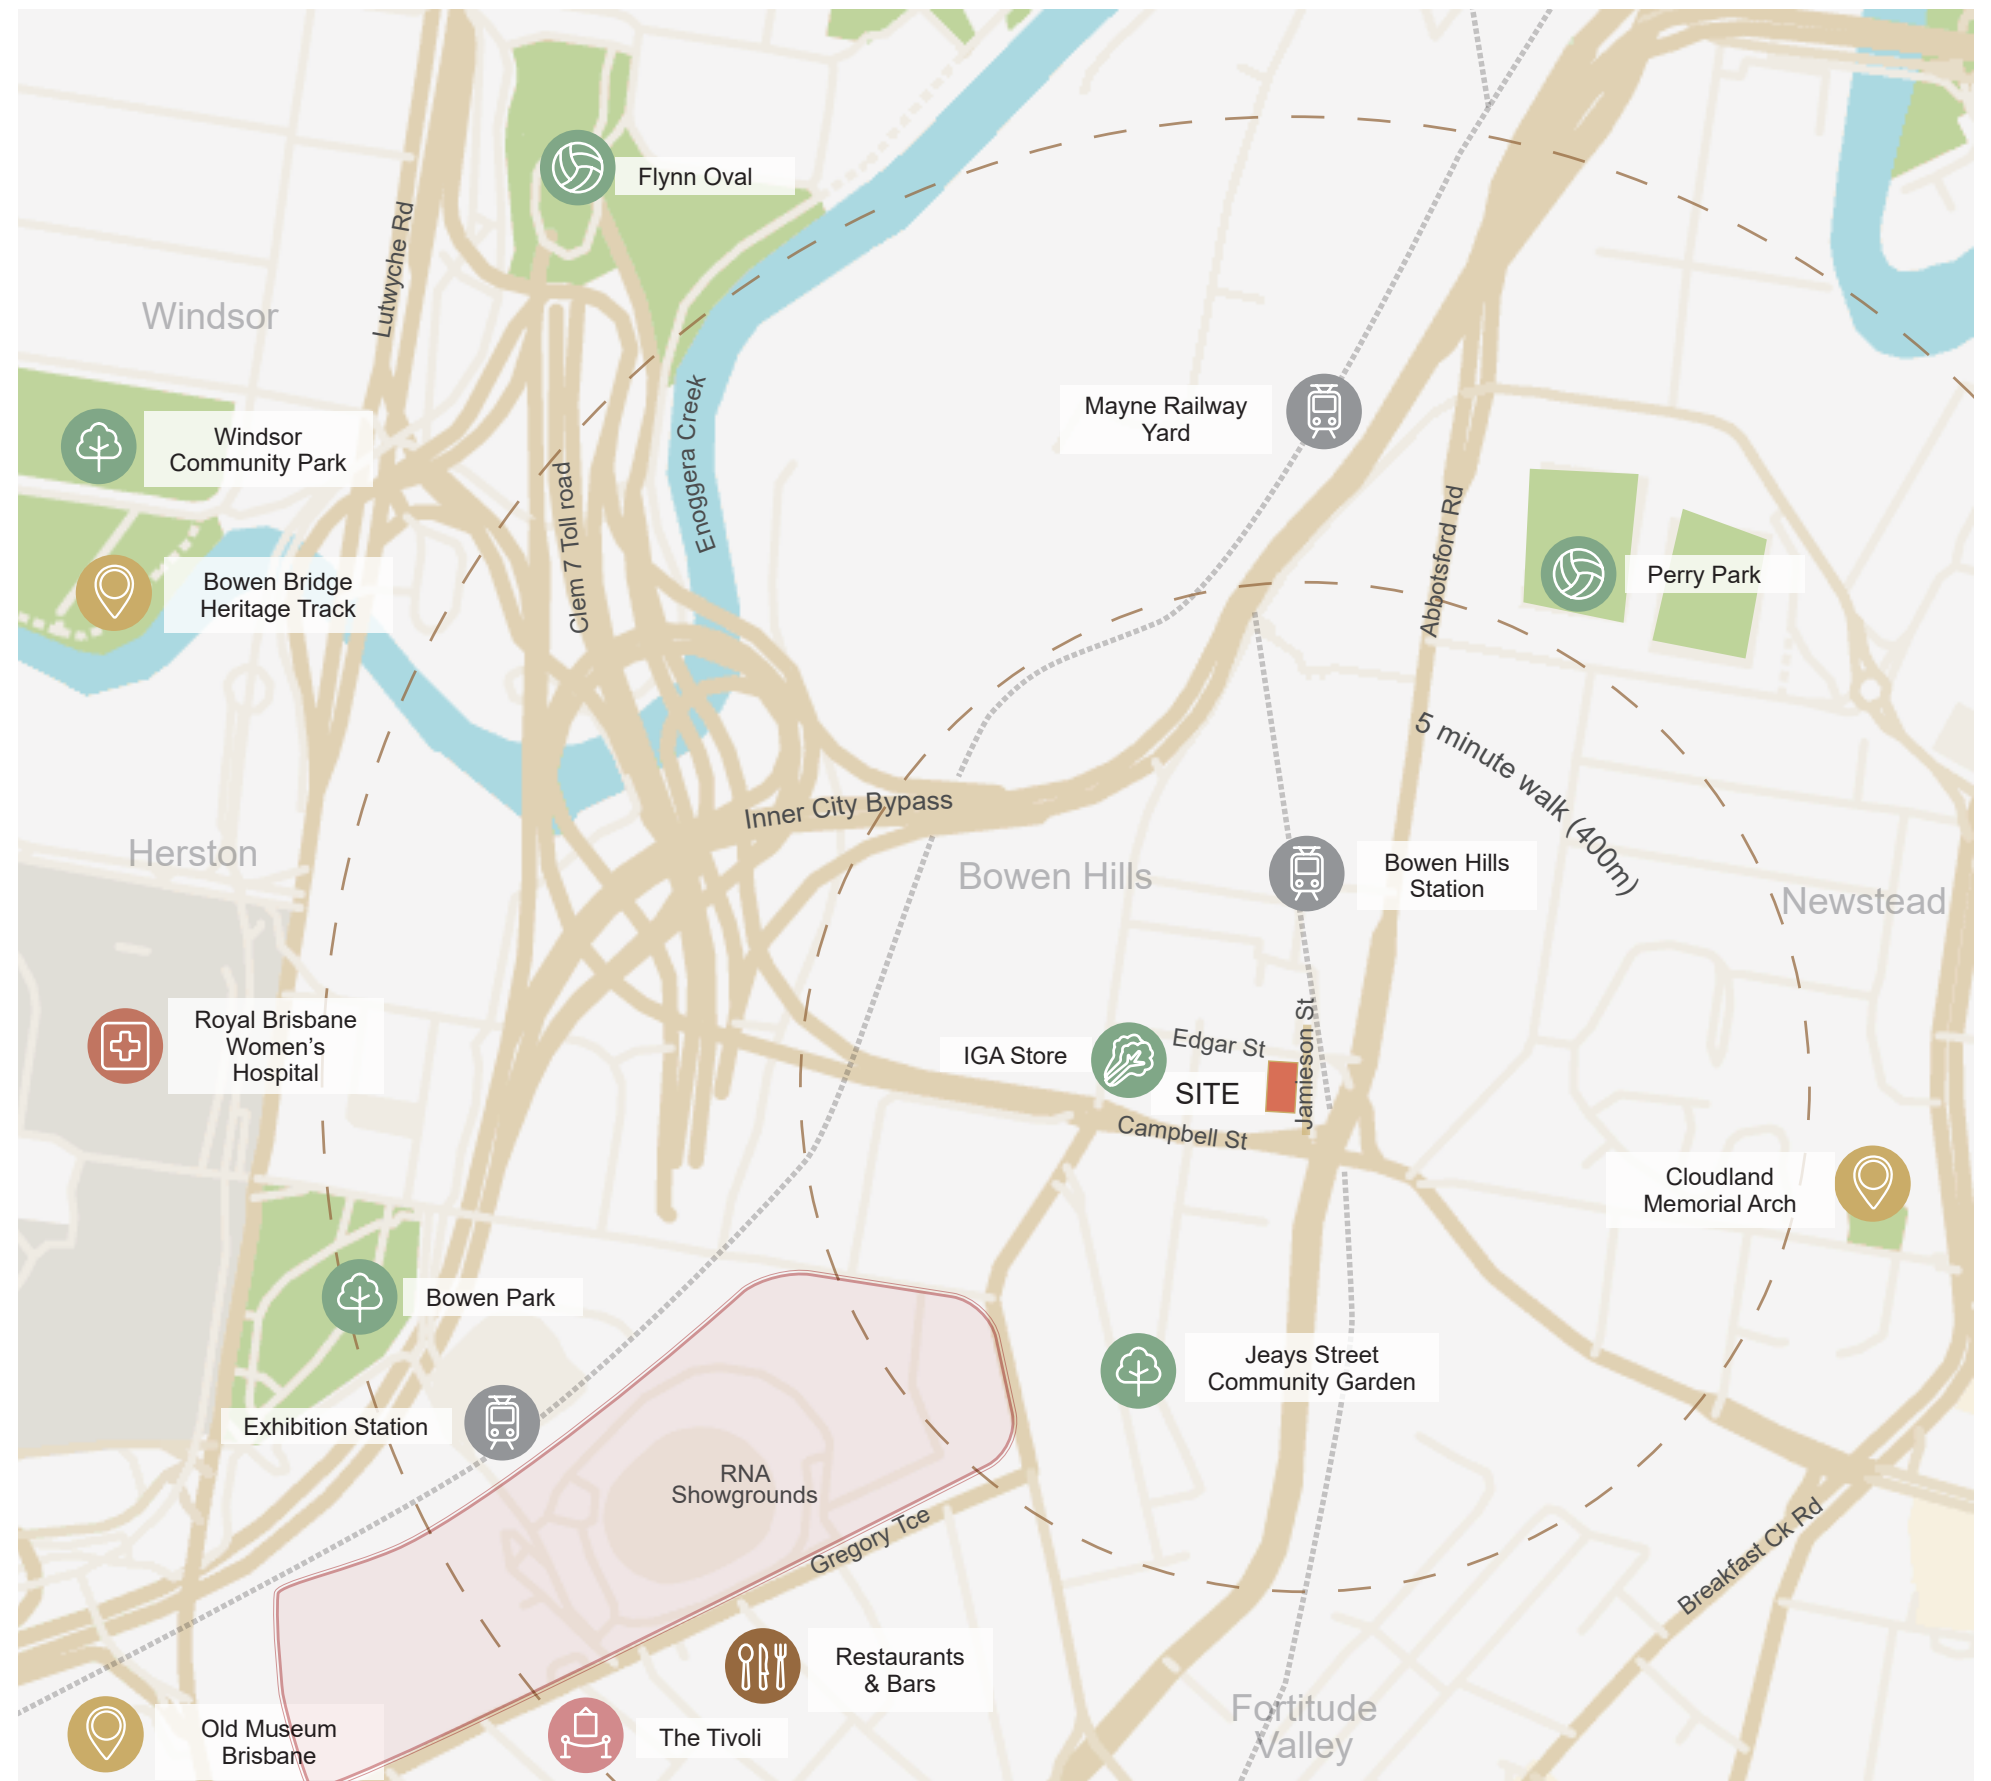 Flynn Oval
Lutwyche Rd
Windsor
Enoggera Creek
Mayne Railway
Yard
Windsor
Community Park
Clem 7 Toll road
Abbotsford Rd
Perry Park
Bowen Bridge
Heritage Track
5 minute walk (400m)
Inner City Bypass
Herston
Bowen Hills
Bowen Hills
Station
Newstead
Royal Brisbane
Women’s
Hospital
IGA Store
Edgar St
Jamieson St
SITE
Campbell St
Cloudland
Memorial Arch
Bowen Park
Jeays Street
Community Garden
Exhibition Station
RNA
Showgrounds
Gregory Tce
Breakfast Ck Rd
Restaurants
& Bars
Fortitude
Valley
Old Museum
Brisbane
The Tivoli